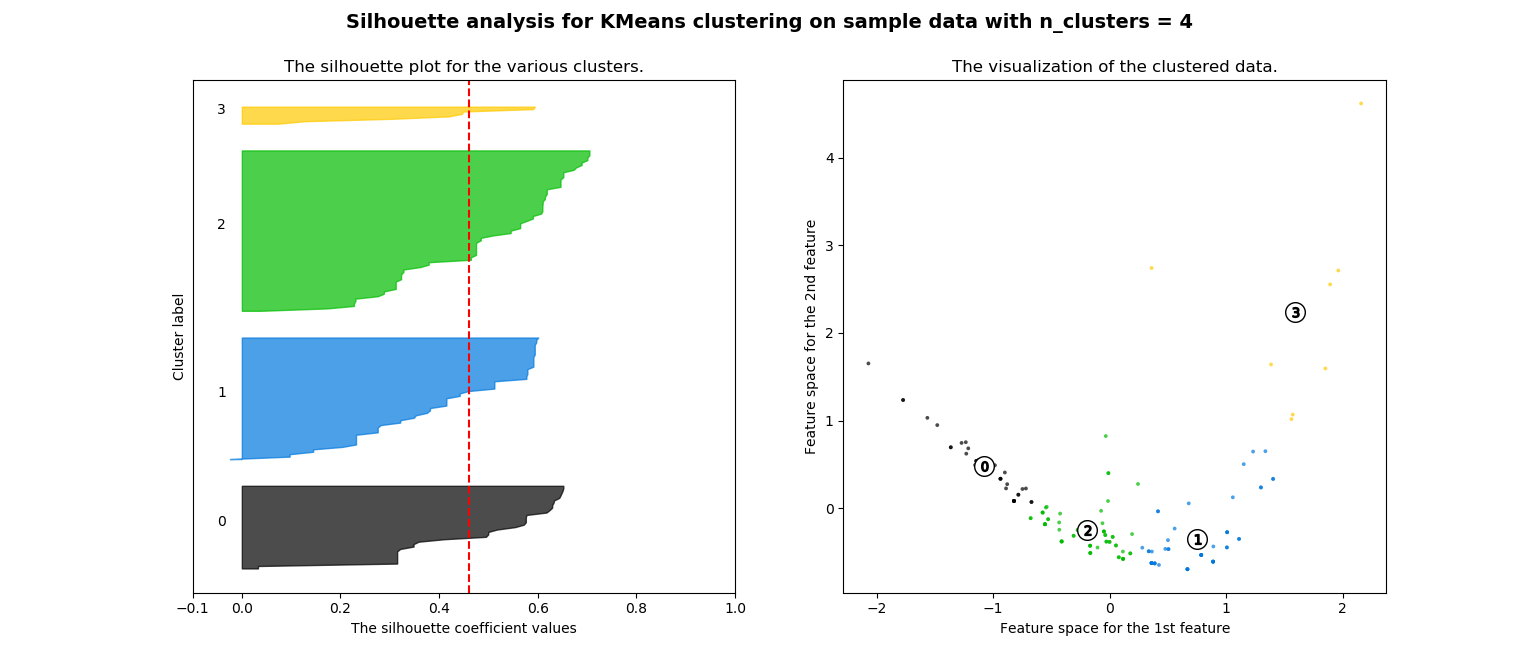 Silhouette analysis for KMeans clustering on sample data with n_clusters = 4
The silhouette plot for the various clusters.
3
2
1
0
Cluster label
−0.1 0.0 0.2 0.4 0.6 0.8 1.0
The silhouette coefficient values
The visualization of the clustered data.
4
3
2
1
0
Feature space for the 2nd feature
3
0
2
1
−2 −1 0 1 2
Feature space for the 1st feature